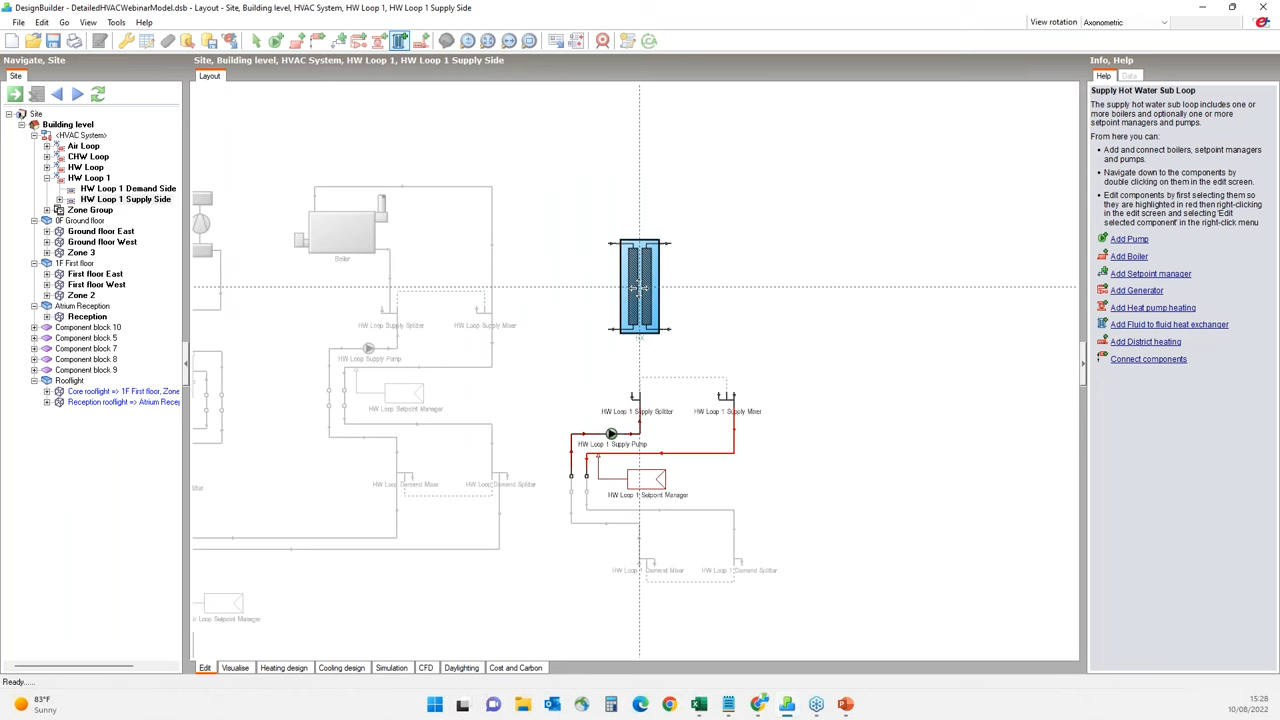 DesignBuilder - DetailedHVACWebinarModel.dsb - Layout - Site, Building level, HVAC System, HW Loop 1, HW Loop 1 Supply Side
File Edit Go View Tools Help
View rotation Axonometric
Navigate, Site
Site, Building level, HVAC System, HW Loop 1, HW Loop 1 Supply Side
Info, Help
Site
Layout
Help Data
Site
Building level
<HVAC System>
Air Loop
CHW Loop
HW Loop
HW Loop 1
HW Loop 1 Demand Side
HW Loop 1 Supply Side
Zone Group
0F Ground floor
Ground floor East
Ground floor West
Zone 3
1F First floor
First floor East
First floor West
Zone 2
Atrium Reception
Reception
Component block 10
Component block 5
Component block 7
Component block 8
Component block 9
Rooflight
Core rooflight => 1F First floor, Zone
Reception rooflight => Atrium Recep
Boiler
HW Loop Supply Splitter
HW Loop Supply Mixer
HW Loop Supply Pump
HW Loop Setpoint Manager
HW Loop Demand Mixer
HW Loop Demand Splitter
Air Loop Setpoint Manager
HW Loop 1 Supply Splitter
HW Loop 1 Supply Mixer
HW Loop 1 Supply Pump
HW Loop 1 Setpoint Manager
HW Loop 1 Demand Mixer
HW Loop 1 Demand Splitter
Supply Hot Water Sub Loop
The supply hot water sub loop includes one or
more boilers and optionally one or more
setpoint managers and pumps.
From here you can:
• Add and connect boilers, setpoint managers
and pumps.
• Navigate down to the components by
double clicking on them in the edit screen.
• Edit components by first selecting them so
they are highlighted in red then right-clicking
in the edit screen and selecting 'Edit
selected component' in the right-click menu
Add Pump
Add Boiler
Add Setpoint manager
Add Generator
Add Heat pump heating
Add Fluid to fluid heat exchanger
Add District heating
Connect components
Edit Visualise Heating design Cooling design Simulation CFD Daylighting Cost and Carbon
Ready......
83°F
Sunny
15:28
10/08/2022